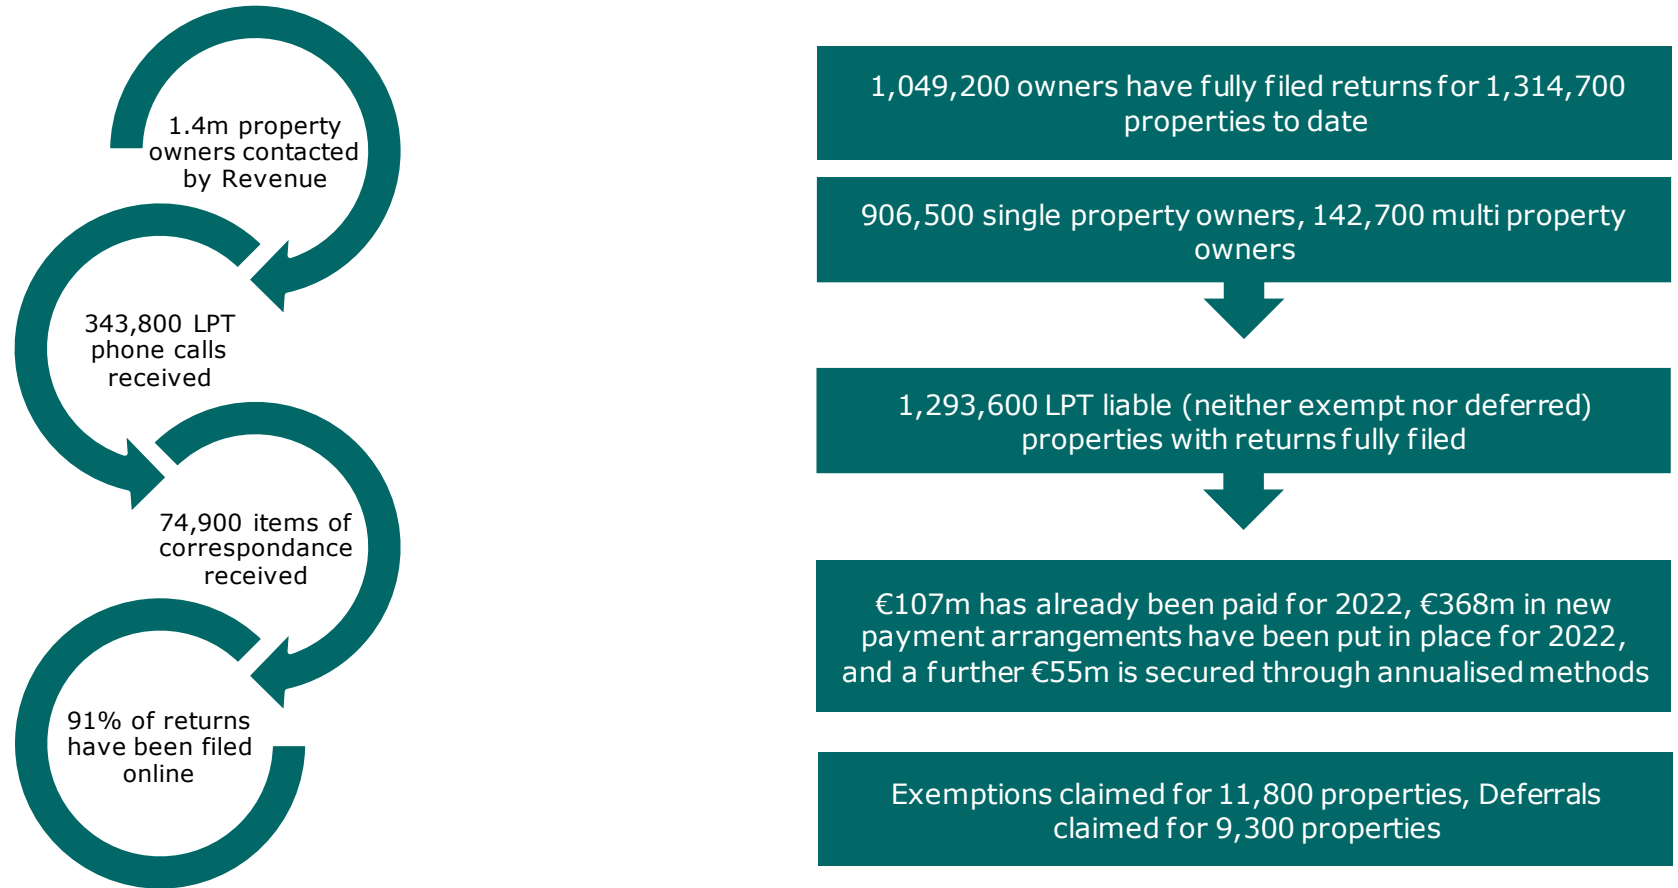 1.4m property
owners contacted
by Revenue
343,800 LPT
phone calls
received
74,900 items of
correspondance
received
91% of returns
have been filed
online
1,049,200 owners have fully filed returns for 1,314,700
properties to date
906,500 single property owners, 142,700 multi property
owners
1,293,600 LPT liable (neither exempt nor deferred)
properties with returns fully filed
€107m has already been paid for 2022, €368m in new
payment arrangements have been put in place for 2022,
and a further €55m is secured through annualised methods
Exemptions claimed for 11,800 properties, Deferrals
claimed for 9,300 properties